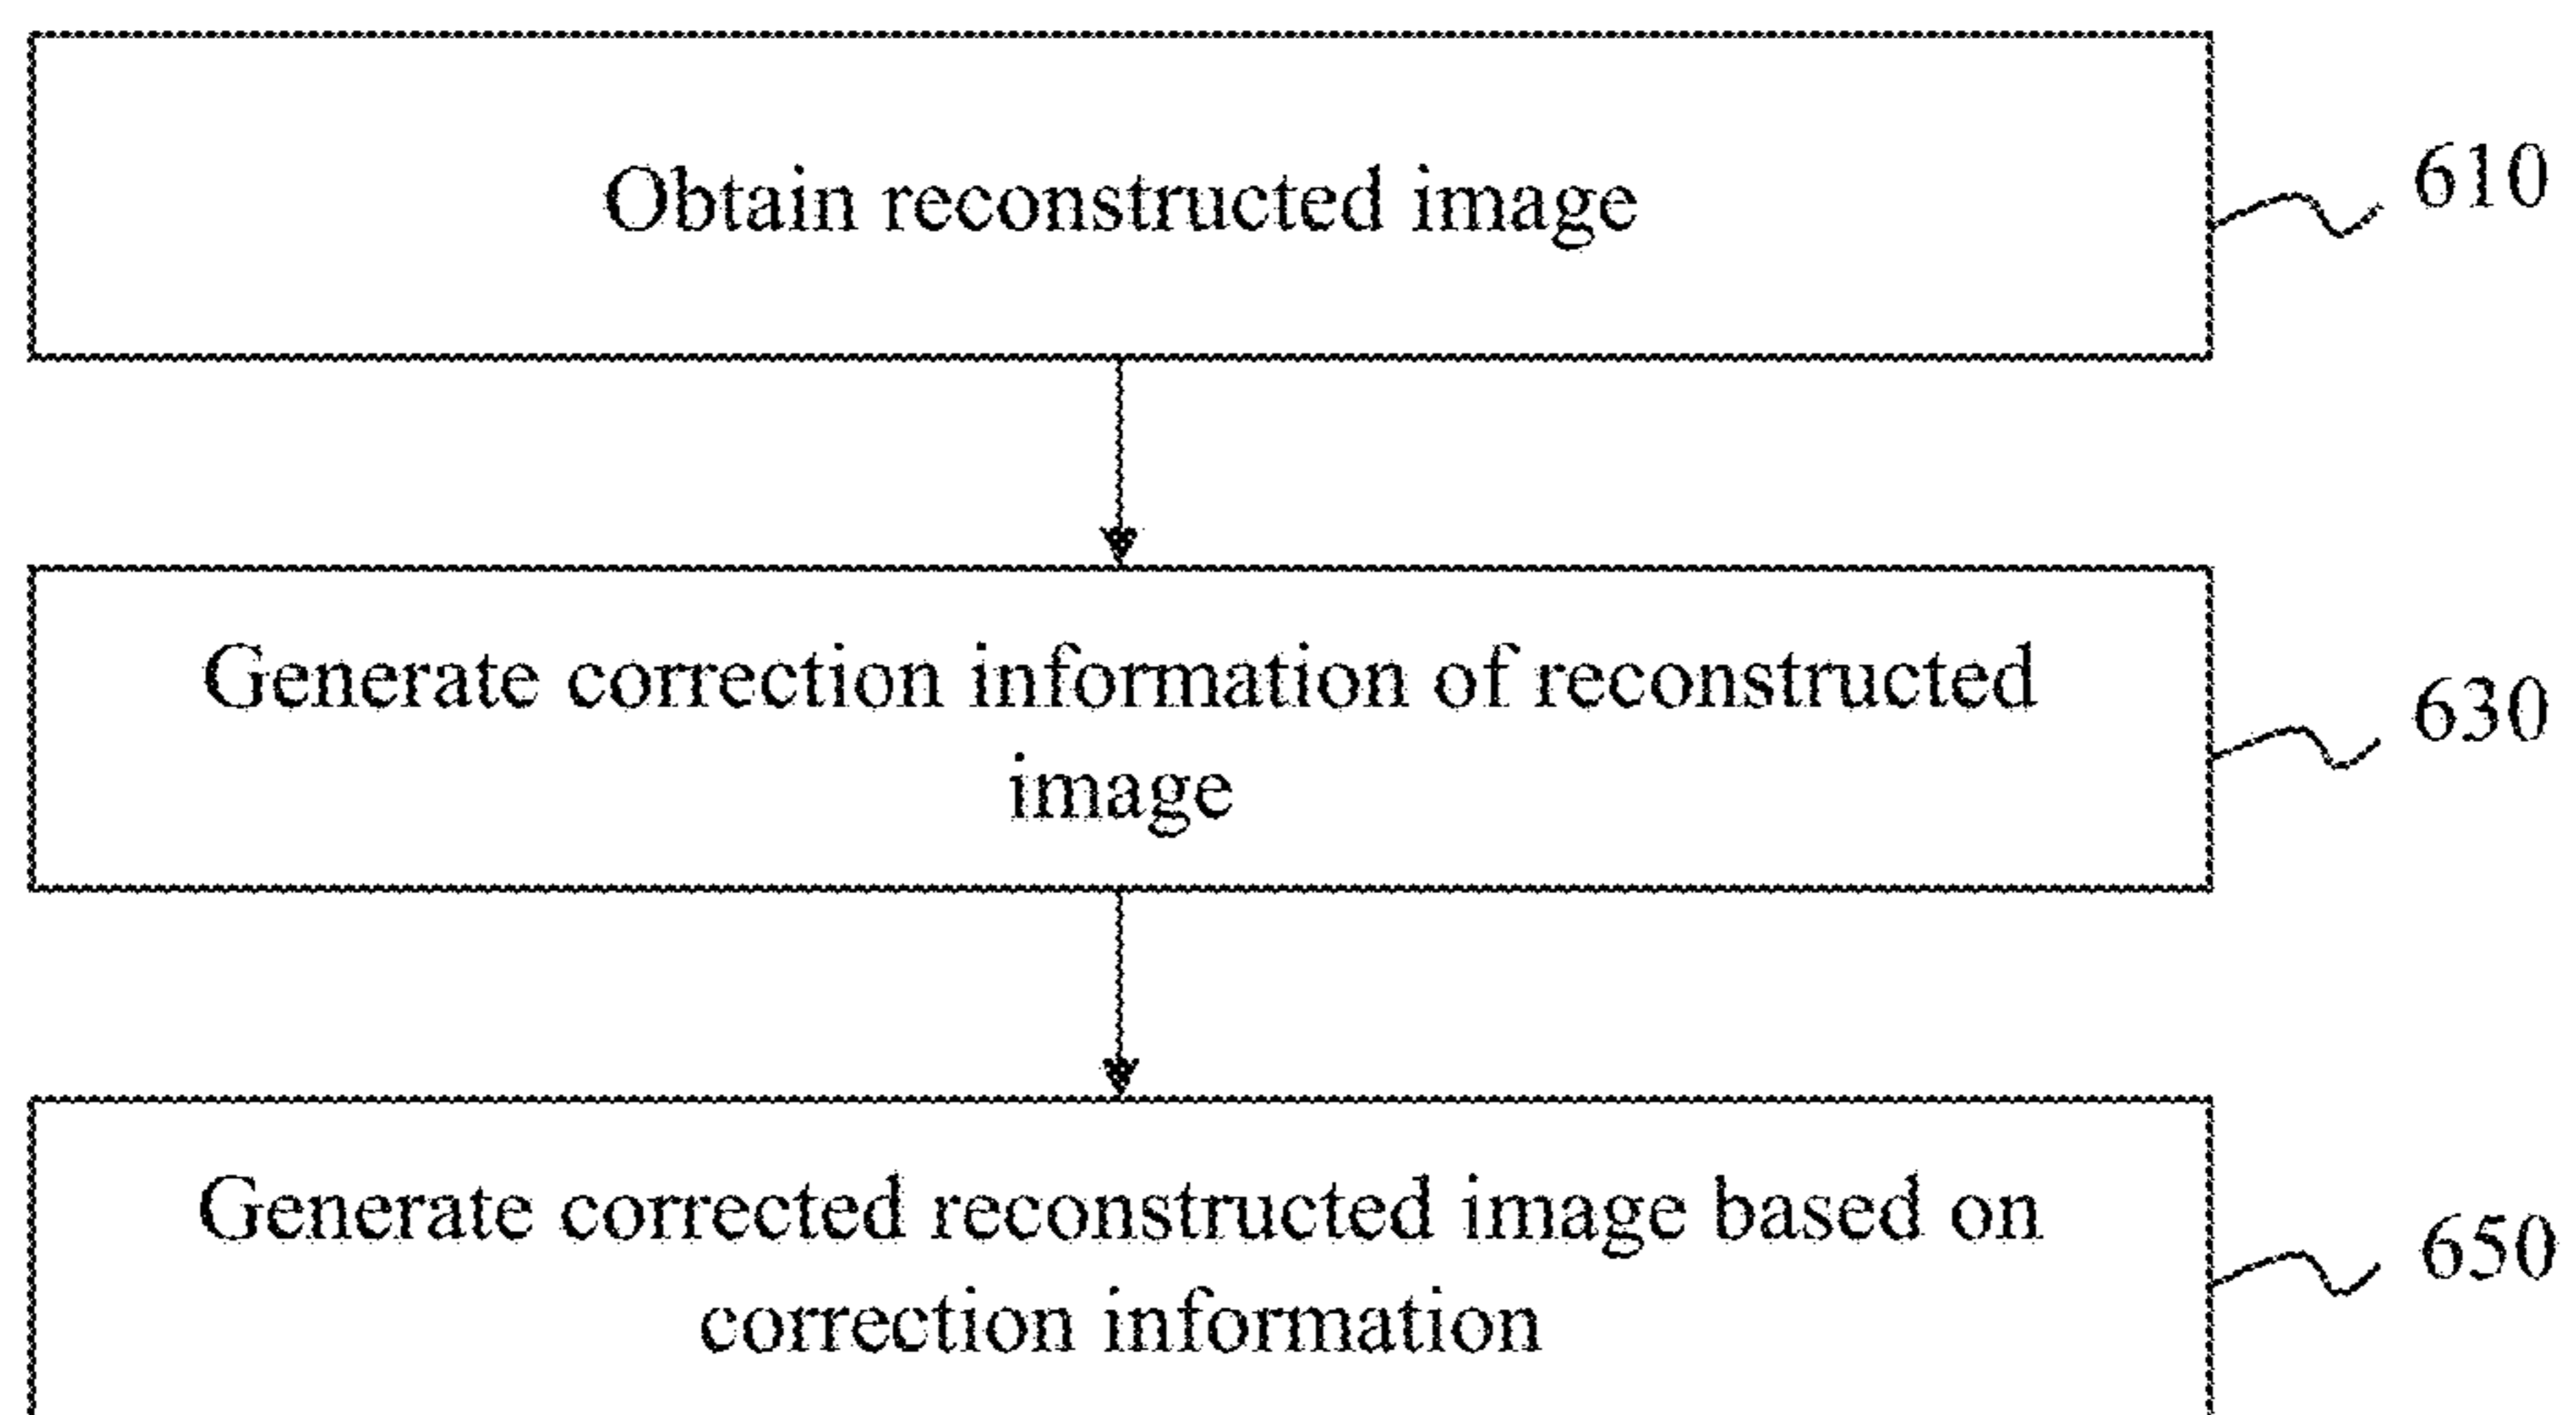 Obtain reconstructed image
610
Generate correction information of reconstructed
image
630
Generate corrected reconstructed image based on
correction information
650